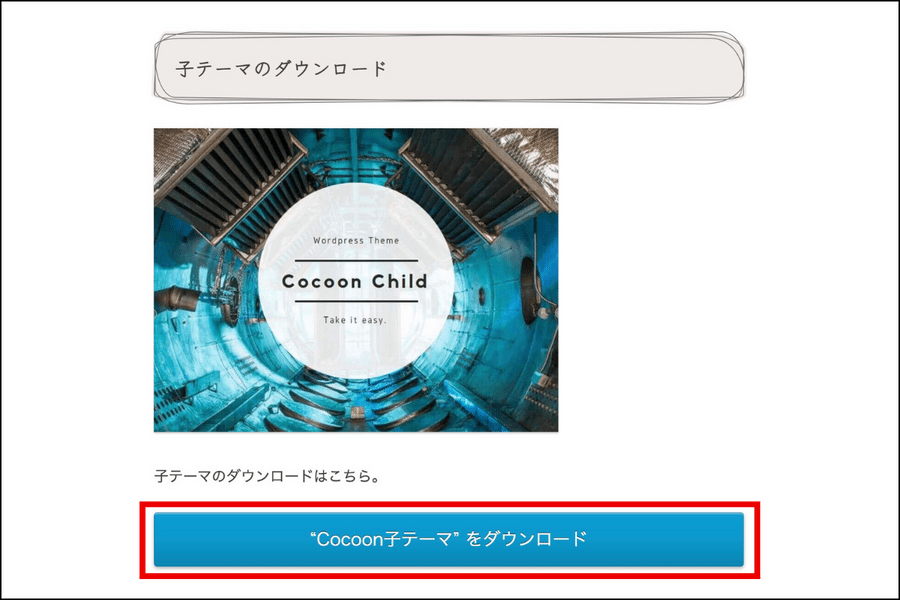 子テーマのダウンロード
Wordpress Theme
Cocoon Child
Take it easy.
子テーマのダウンロードはこちら。
“Cocoon子テーマ” をダウンロード